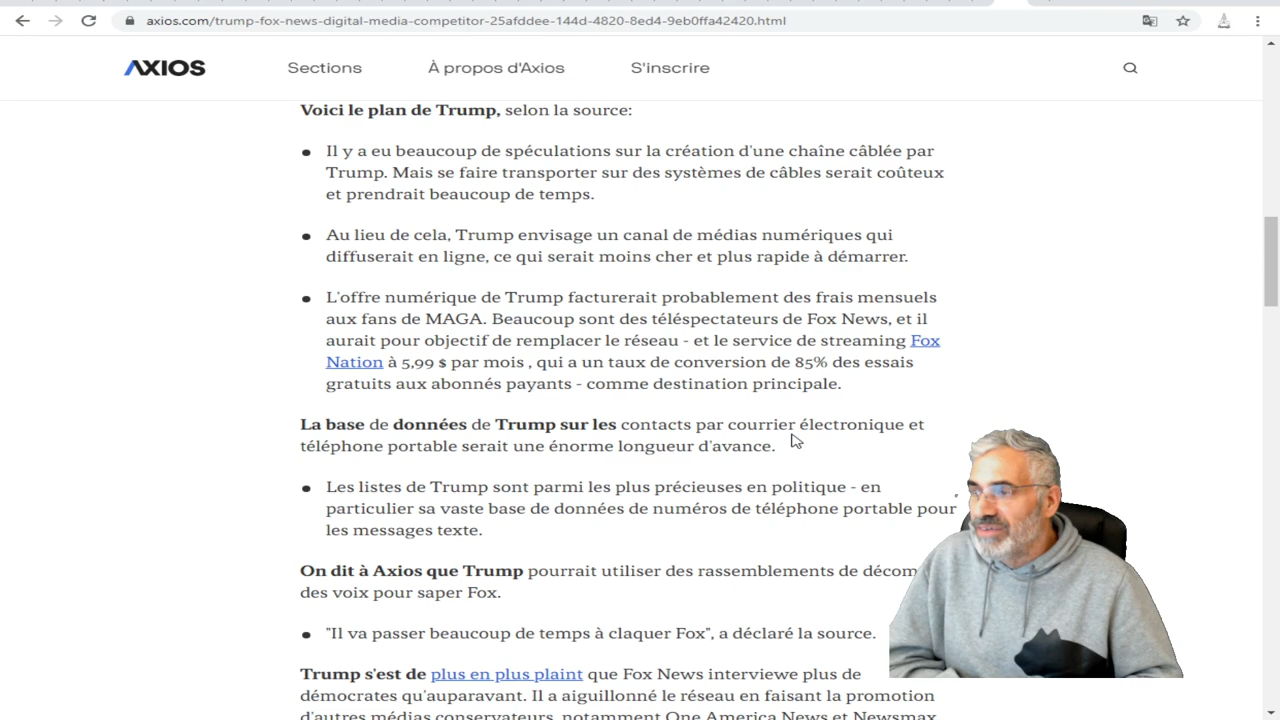 axios.com/trump-fox-news-digital-media-competitor-25afddee-144d-4820-8ed4-9eb0ffa42420.html
AXIOS
Sections
À propos d'Axios
S'inscrire
Voici le plan de Trump, selon la source:
Il y a eu beaucoup de spéculations sur la création d'une chaîne câblée par
Trump. Mais se faire transporter sur des systèmes de câbles serait coûteux
et prendrait beaucoup de temps.
Au lieu de cela, Trump envisage un canal de médias numériques qui
diffuserait en ligne, ce qui serait moins cher et plus rapide à démarrer.
L'offre numérique de Trump facturerait probablement des frais mensuels
aux fans de MAGA. Beaucoup sont des téléspectateurs de Fox News, et il
aurait pour objectif de remplacer le réseau - et le service de streaming Fox
Nation à 5,99 $ par mois , qui a un taux de conversion de 85% des essais
gratuits aux abonnés payants - comme destination principale.
La base de données de Trump sur les contacts par courrier électronique et
téléphone portable serait une énorme longueur d'avance.
Les listes de Trump sont parmi les plus précieuses en politique - en
particulier sa vaste base de données de numéros de téléphone portable pour
les messages texte.
On dit à Axios que Trump pourrait utiliser des rassemblements de décom
des voix pour saper Fox.
"Il va passer beaucoup de temps à claquer Fox", a déclaré la source.
Trump s'est de plus en plus plaint que Fox News interviewe plus de
démocrates qu'auparavant. Il a aiguillonné le réseau en faisant la promotion
d'autres médias conservateurs, notamment One America News et Newsmax